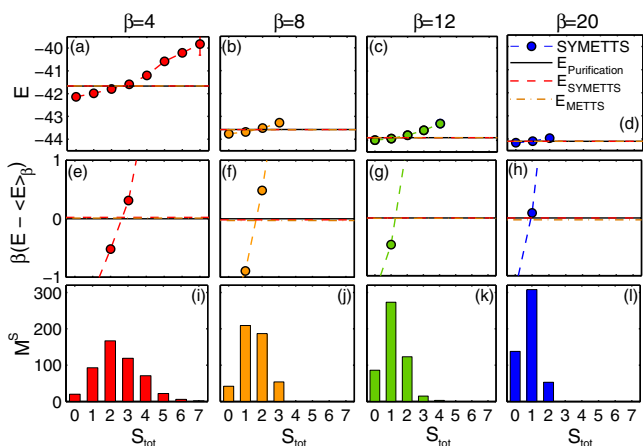 β=4 β=8 β=12 β=20
(a) (b) (c) (d)
SYMETTS
E_Purification
E_SYMETTS
E_METTS
E
−40
−41
−42
−43
−44
(e) (f) (g) (h)
β(E − <E>_β)
1
0
−1
(i) (j) (k) (l)
M^S
300
200
100
0
0 1 2 3 4 5 6 7 0 1 2 3 4 5 6 7 0 1 2 3 4 5 6 7 0 1 2 3 4 5 6 7
S_tot S_tot S_tot S_tot